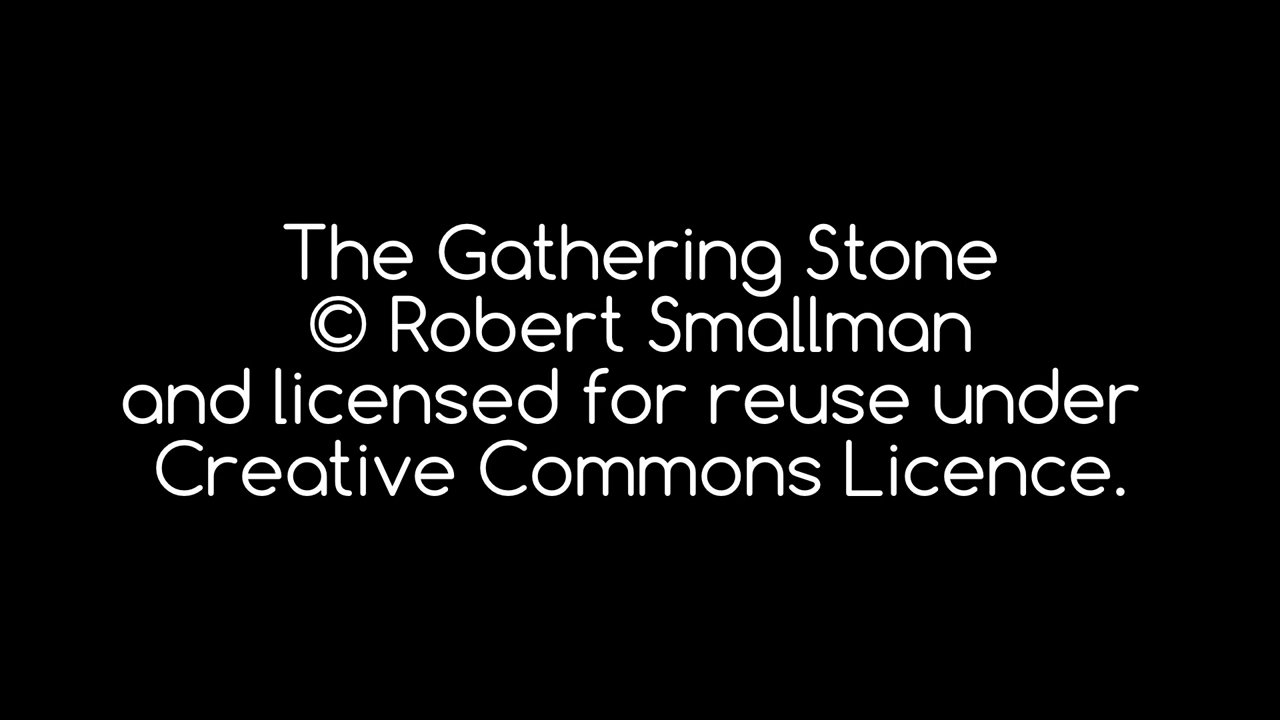 The Gathering Stone
© Robert Smallman
and licensed for reuse under
Creative Commons Licence.